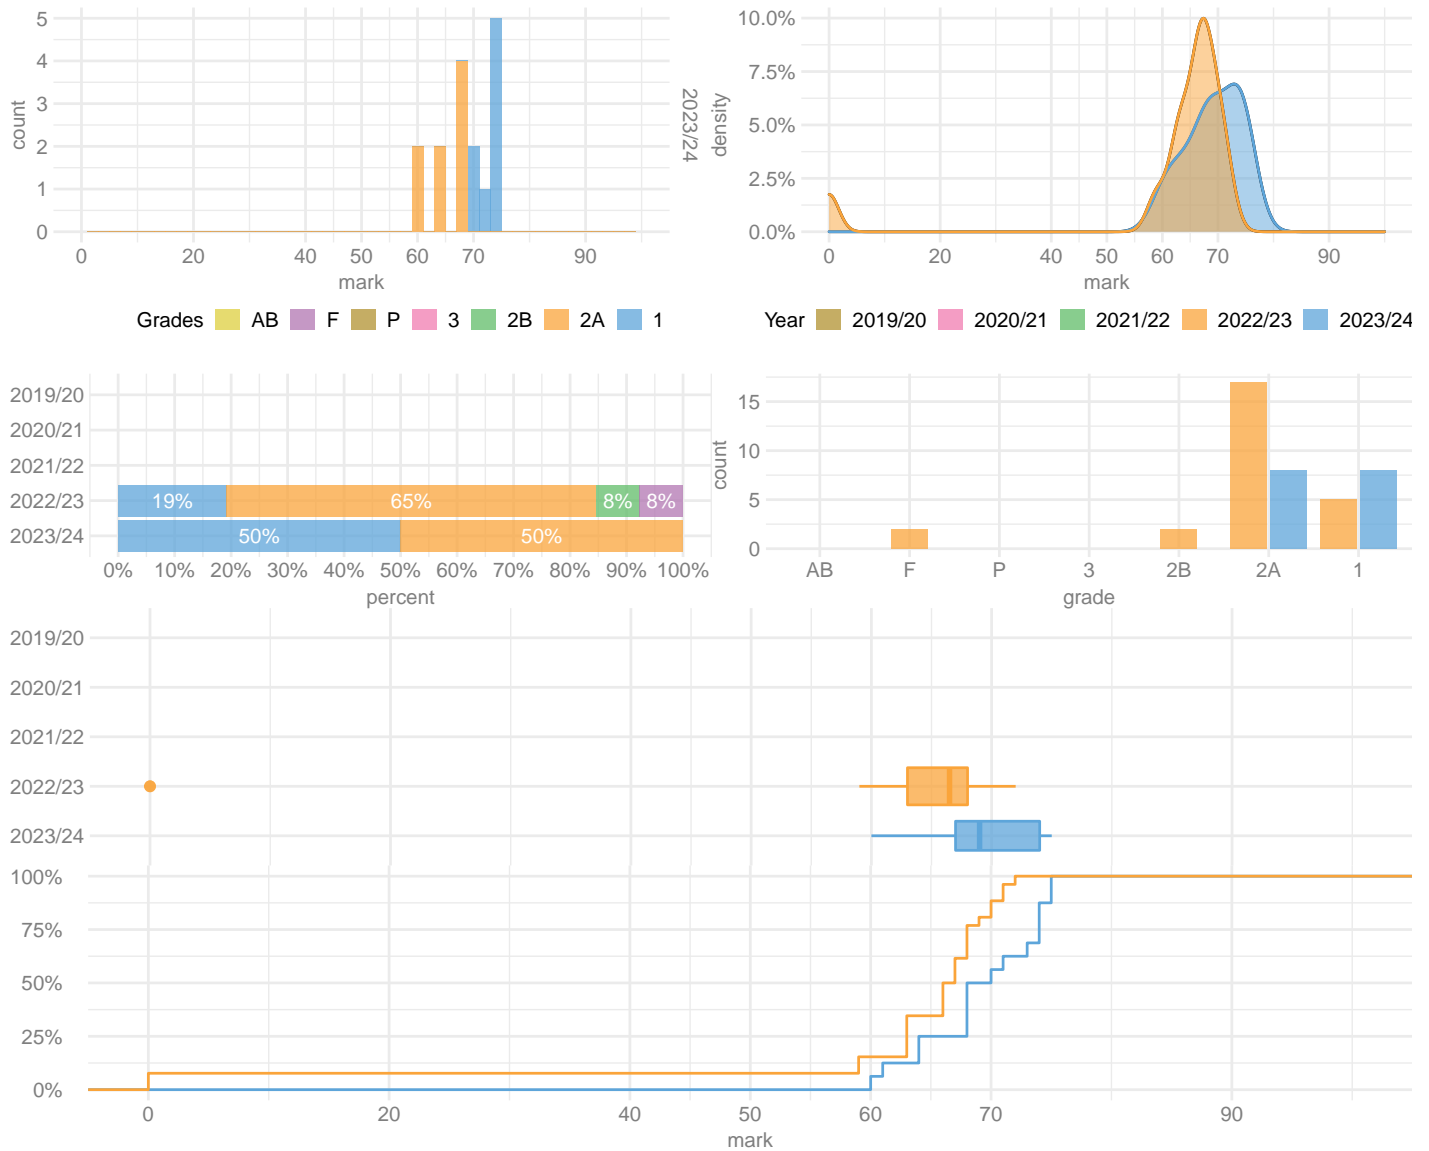 5
4
3
2
1
0
count
0 20 40 50 60 70 90
mark
2023/24
10.0%
7.5%
5.0%
2.5%
0.0%
density
0 20 40 50 60 70 90
mark
Grades AB F P 3 2B 2A 1
Year 2019/20 2020/21 2021/22 2022/23 2023/24
2019/20
2020/21
2021/22
2022/23 19% 65% 8% 8%
2023/24 50% 50%
0% 10% 20% 30% 40% 50% 60% 70% 80% 90% 100%
percent
15
10
5
0
count
AB F P 3 2B 2A 1
grade
2019/20
2020/21
2021/22
2022/23
2023/24
100%
75%
50%
25%
0%
0 20 40 50 60 70 90
mark